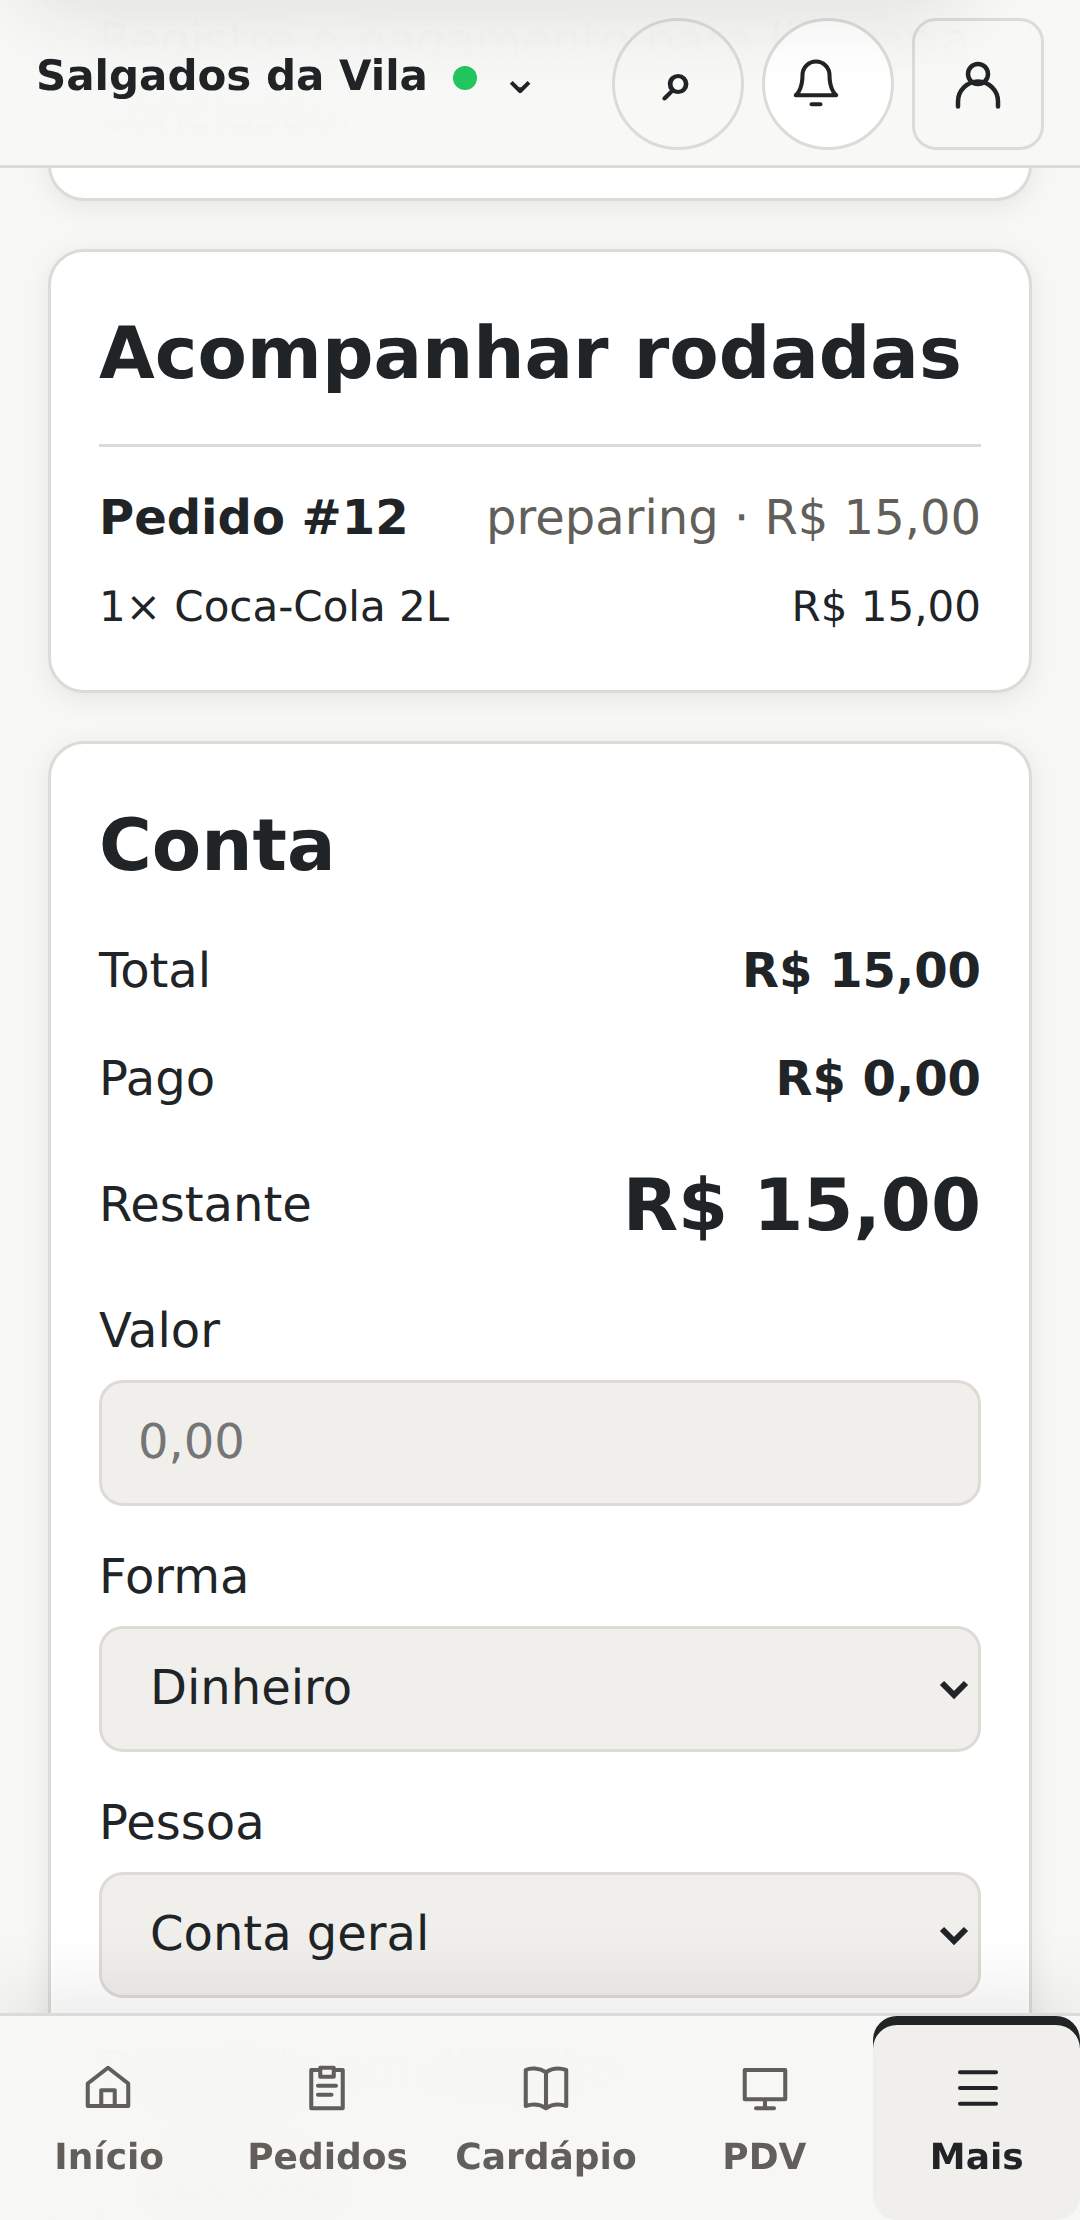 Salgados da Vila
Acompanhar rodadas
Pedido #12 preparing · R$ 15,00
1× Coca-Cola 2L R$ 15,00
Conta
Total R$ 15,00
Pago R$ 0,00
Restante R$ 15,00
Valor
0,00
Forma
Dinheiro
Pessoa
Conta geral
Início Pedidos Cardápio PDV Mais